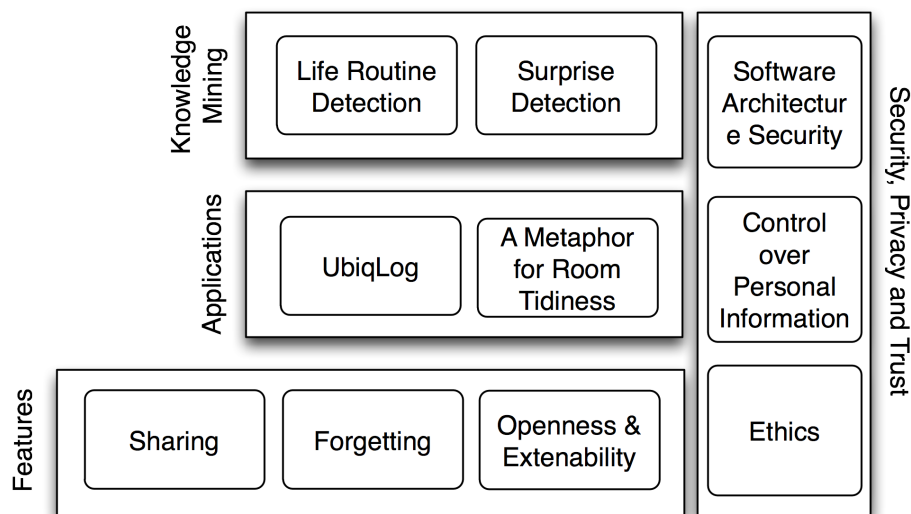 Knowledge
Mining
Life Routine
Detection
Surprise
Detection
Applications
UbiqLog
A Metaphor
for Room
Tidiness
Features
Sharing
Forgetting
Openness &
Extenability
Software
Architectur
e Security
Control
over
Personal
Information
Ethics
Security, Privacy and Trust